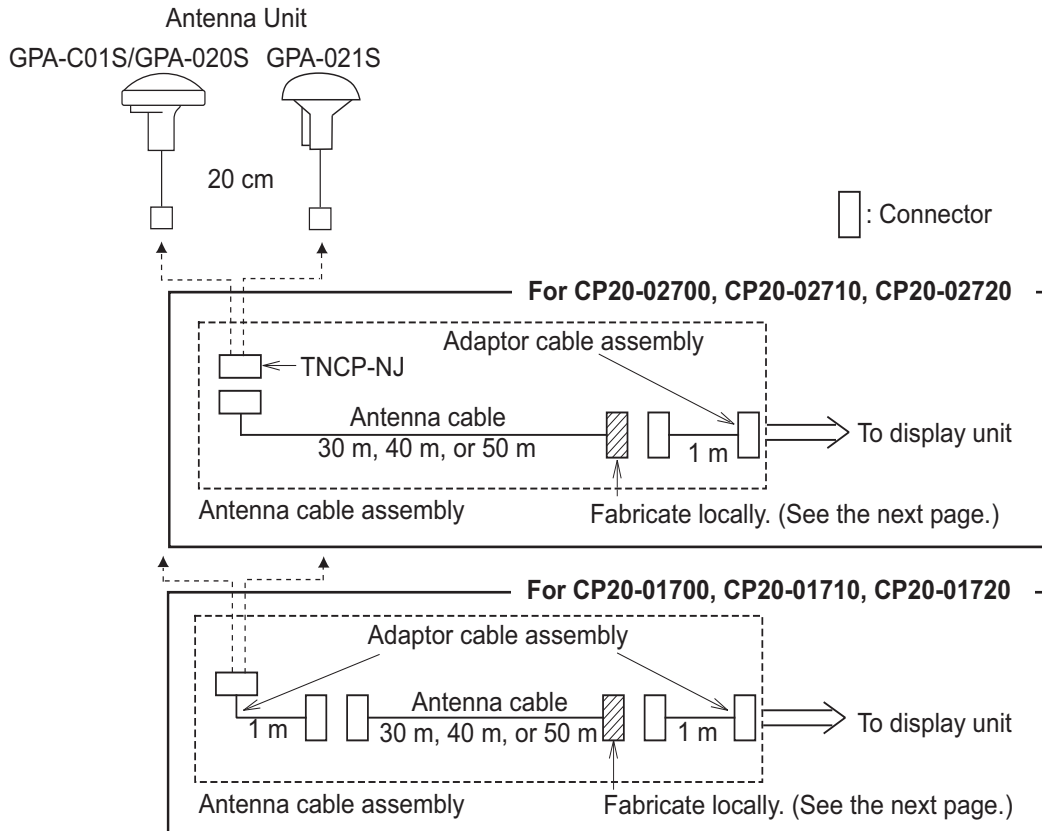 Antenna Unit
GPA-C01S/GPA-020S GPA-021S
20 cm
: Connector
For CP20-02700, CP20-02710, CP20-02720
Adaptor cable assembly
TNCP-NJ
Antenna cable
30 m, 40 m, or 50 m
1 m
To display unit
Antenna cable assembly
Fabricate locally. (See the next page.)
For CP20-01700, CP20-01710, CP20-01720
Adaptor cable assembly
1 m
Antenna cable
30 m, 40 m, or 50 m
1 m
To display unit
Antenna cable assembly
Fabricate locally. (See the next page.)